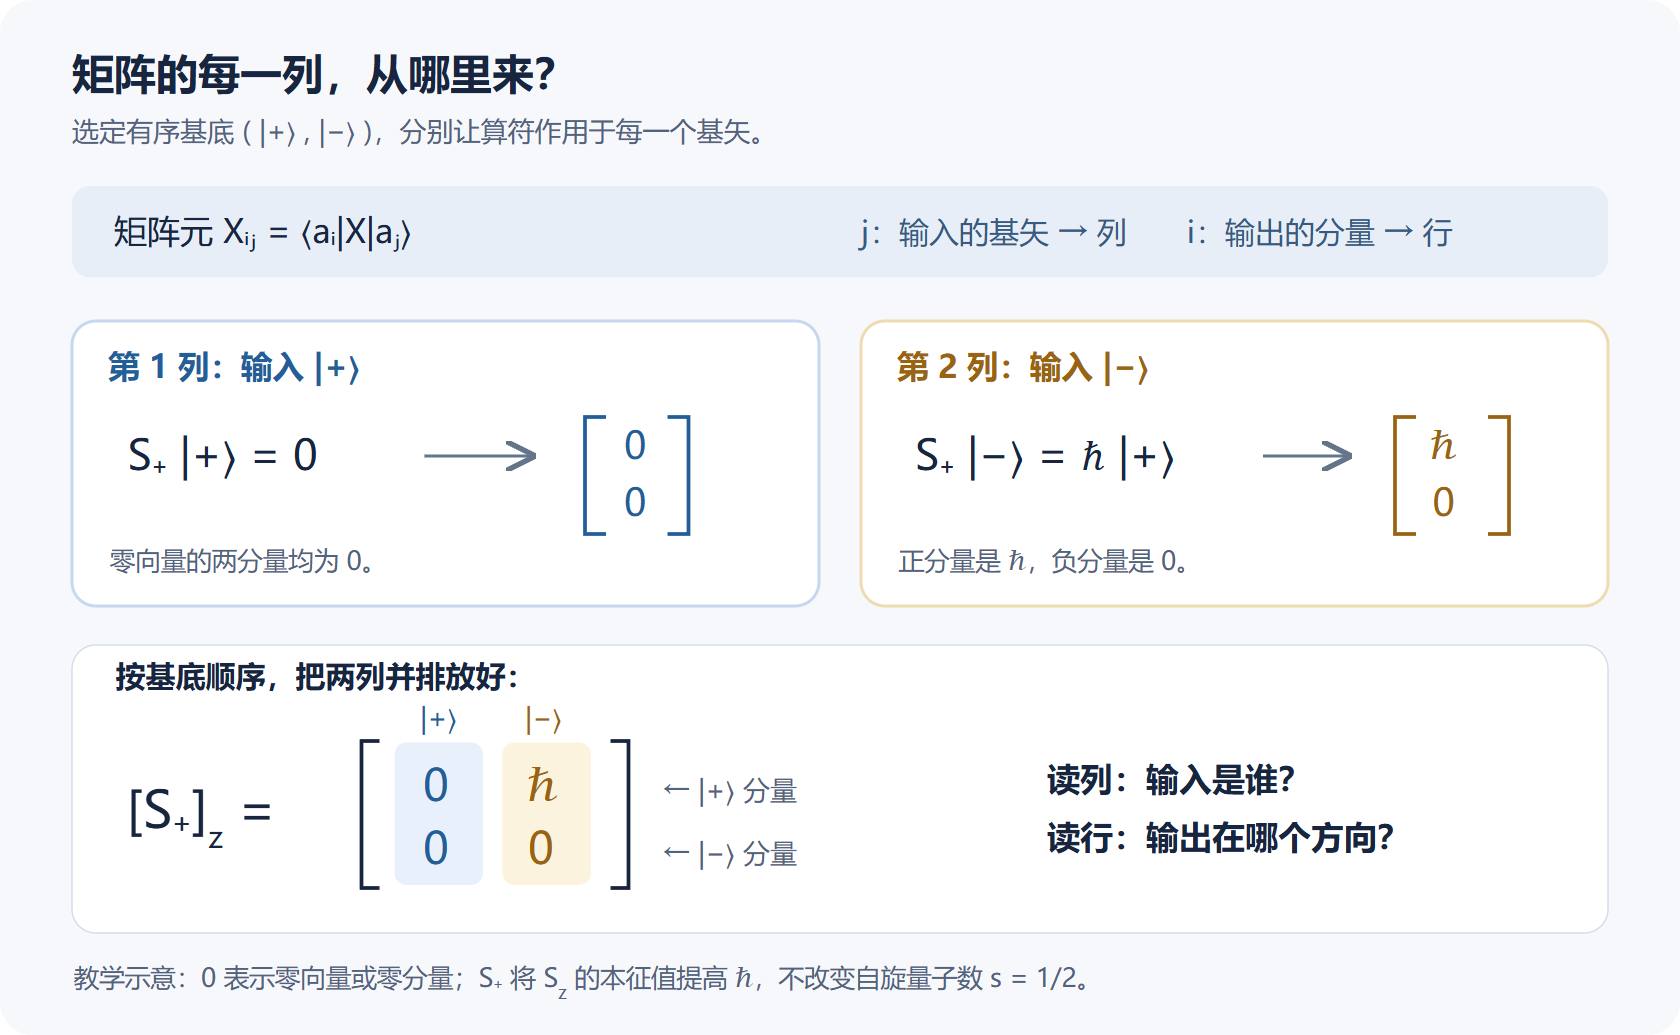 矩阵的每一列，从哪里来？
选定有序基底 ( |+⟩ , |−⟩ )，分别让算符作用于每一个基矢。
矩阵元 Xᵢⱼ = ⟨aᵢ|X|aⱼ⟩
j：输入的基矢 → 列 i：输出的分量 → 行
第 1 列：输入 |+⟩
S₊ |+⟩ = 0 → [ 0
0 ]
零向量的两分量均为 0。
第 2 列：输入 |−⟩
S₊ |−⟩ = ℏ |+⟩ → [ ℏ
0 ]
正分量是 ℏ，负分量是 0。
按基底顺序，把两列并排放好：
|+⟩ |−⟩
[S₊]z = [ 0 ℏ
0 0 ]
← |+⟩ 分量
← |−⟩ 分量
读列：输入是谁？
读行：输出在哪个方向？
教学示意：0 表示零向量或零分量；S₊ 将 Sz 的本征值提高 ℏ，不改变自旋量子数 s = 1/2。